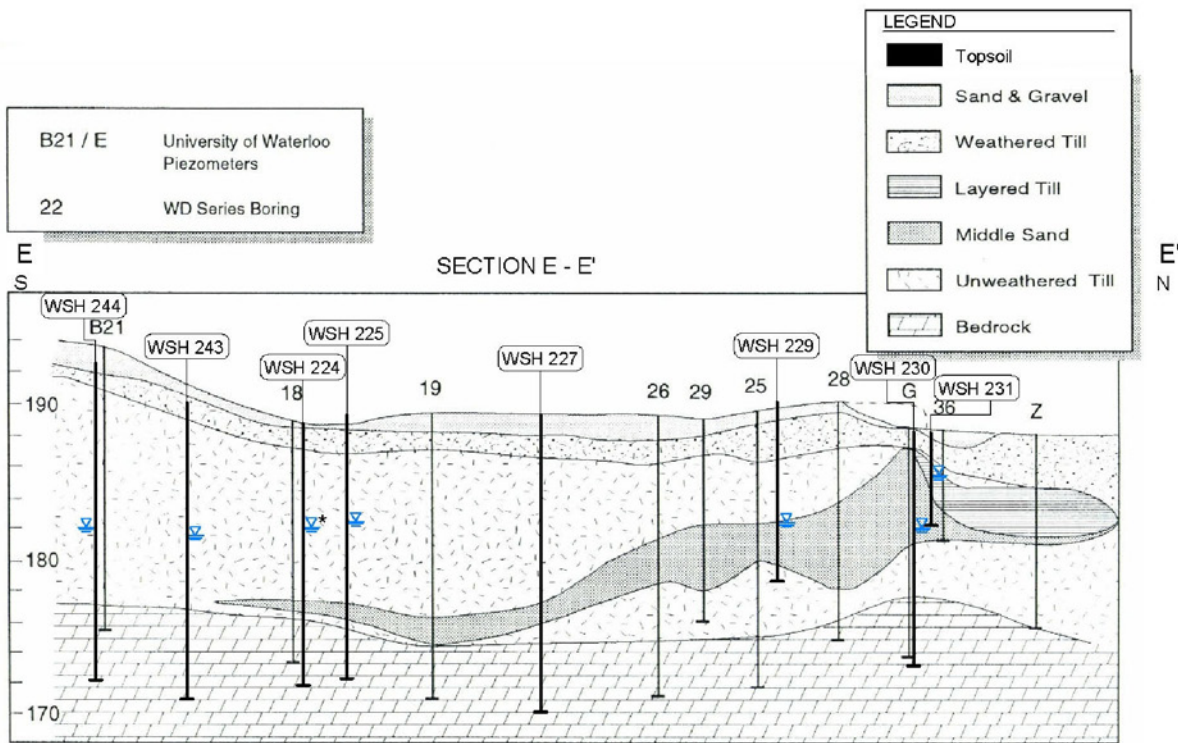 LEGEND
Topsoil
Sand & Gravel
Weathered Till
Layered Till
Middle Sand
Unweathered Till
Bedrock
B21 / E University of Waterloo
Piezometers
22 WD Series Boring
E
S
SECTION E - E'
E'
N
WSH 244
B21
WSH 243
18
WSH 224
WSH 225
19
WSH 227
26
29
25
WSH 229
28
WSH 230
G
WSH 231
36
Z
190
180
170
*